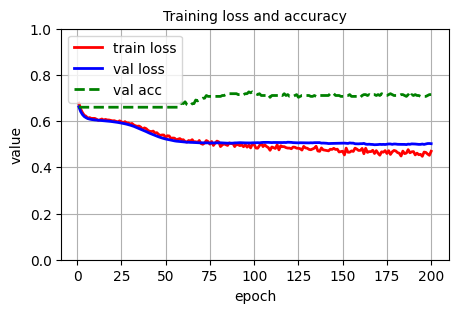 Training loss and accuracy
1.0
0.8
0.6
0.4
0.2
0.0
value
train loss
val loss
val acc
0 25 50 75 100 125 150 175 200
epoch